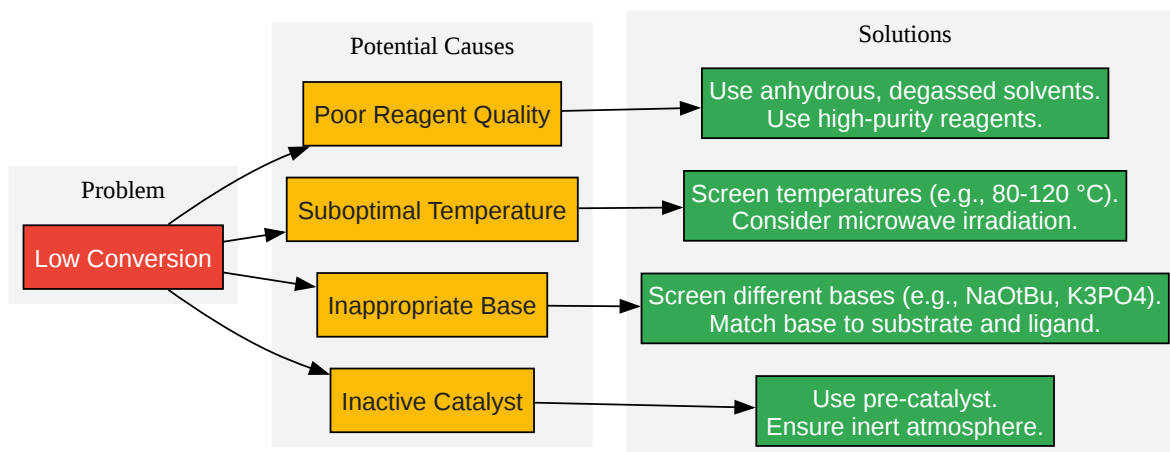 Problem
Low Conversion
Potential Causes
Poor Reagent Quality
Suboptimal Temperature
Inappropriate Base
Inactive Catalyst
Solutions
Use anhydrous, degassed solvents.
Use high-purity reagents.
Screen temperatures (e.g., 80-120 °C).
Consider microwave irradiation.
Screen different bases (e.g., NaOtBu, K3PO4).
Match base to substrate and ligand.
Use pre-catalyst.
Ensure inert atmosphere.